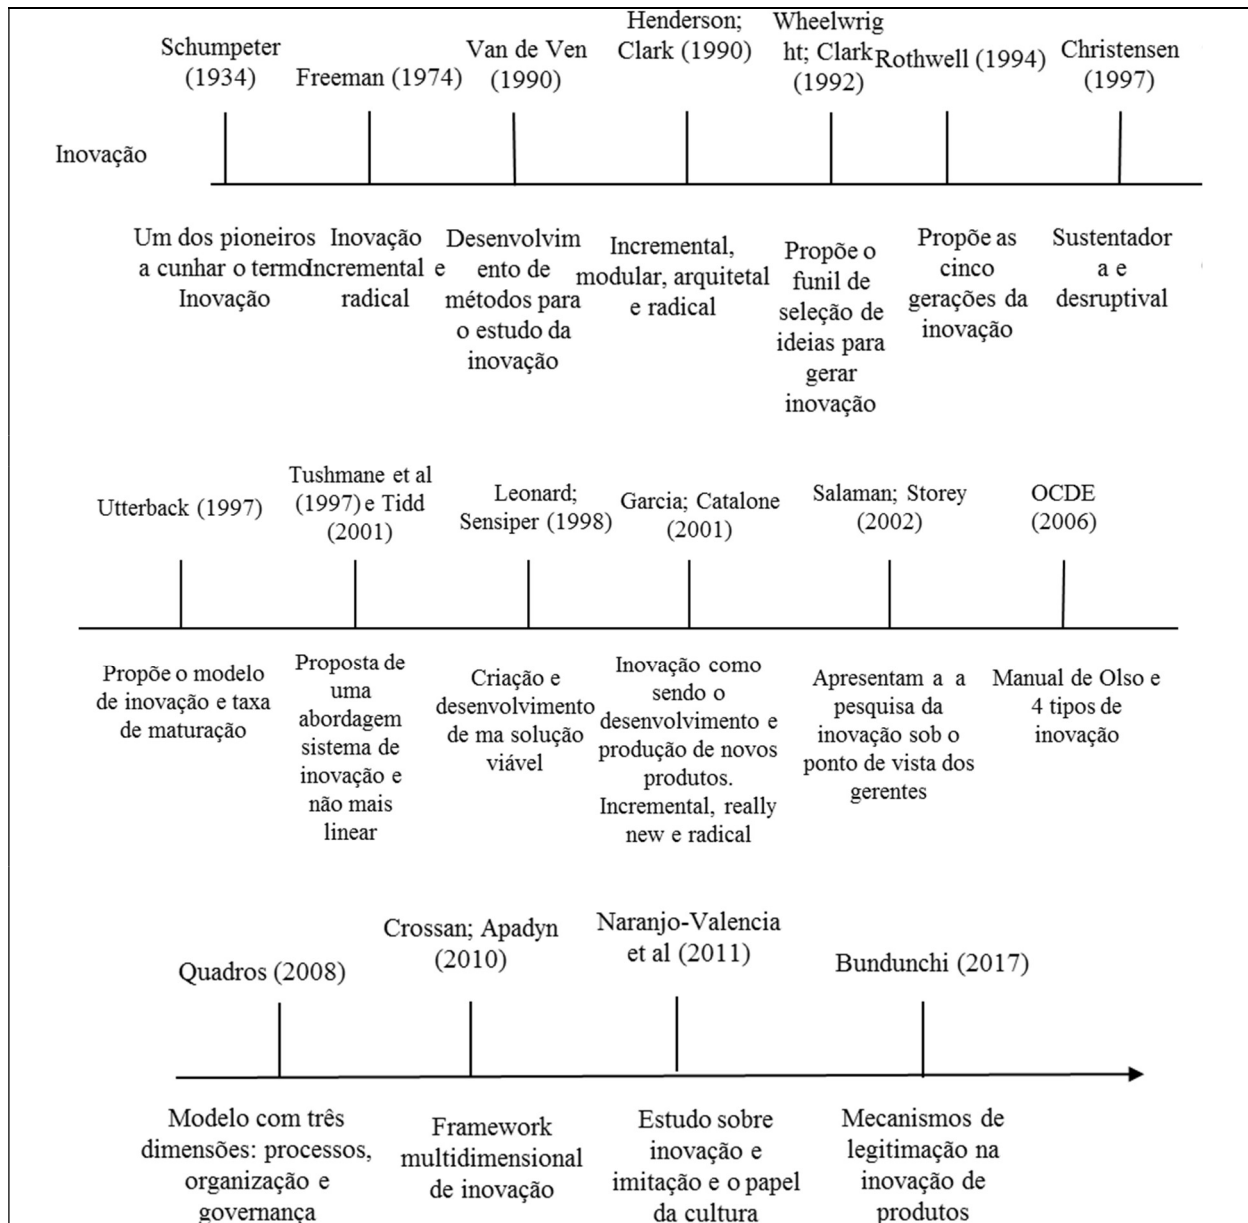 Schumpeter
(1934)
Freeman (1974)
Van de Ven
(1990)
Henderson;
Clark (1990)
Wheelwrig
ht; Clark
(1992)
Rothwell (1994)
Christensen
(1997)
Inovação
Um dos pioneiros
a cunhar o termo
Inovação
Inovação
Incremental e
radical
Desenvolvim
ento de
métodos para
o estudo da
inovação
Incremental,
modular, arquitetal
e radical
Propõe o
funil de
seleção de
ideias para
gerar
inovação
Propõe as
cinco
gerações da
inovação
Sustentador
a e
desruptival
Utterback (1997)
Tushmane et al
(1997) e Tidd
(2001)
Leonard;
Sensiper (1998)
Garcia; Catalone
(2001)
Salaman; Storey
(2002)
OCDE
(2006)
Propõe o modelo
de inovação e taxa
de maturação
Proposta de
uma
abordagem
sistema de
inovação e
não mais
linear
Criação e
desenvolvimento
de ma solução
viável
Inovação como
sendo o
desenvolvimento e
produção de novos
produtos.
Incremental, really
new e radical
Apresentam a a
pesquisa da
inovação sob o
ponto de vista dos
gerentes
Manual de Olso e
4 tipos de
inovação
Quadros (2008)
Crossan; Apadyn
(2010)
Naranjo-Valencia
et al (2011)
Bundunchi (2017)
Modelo com três
dimensões: processos,
organização e
governança
Framework
multidimensional
de inovação
Estudo sobre
inovação e
imitação e o papel
da cultura
Mecanismos de
legitimação na
inovação de
produtos